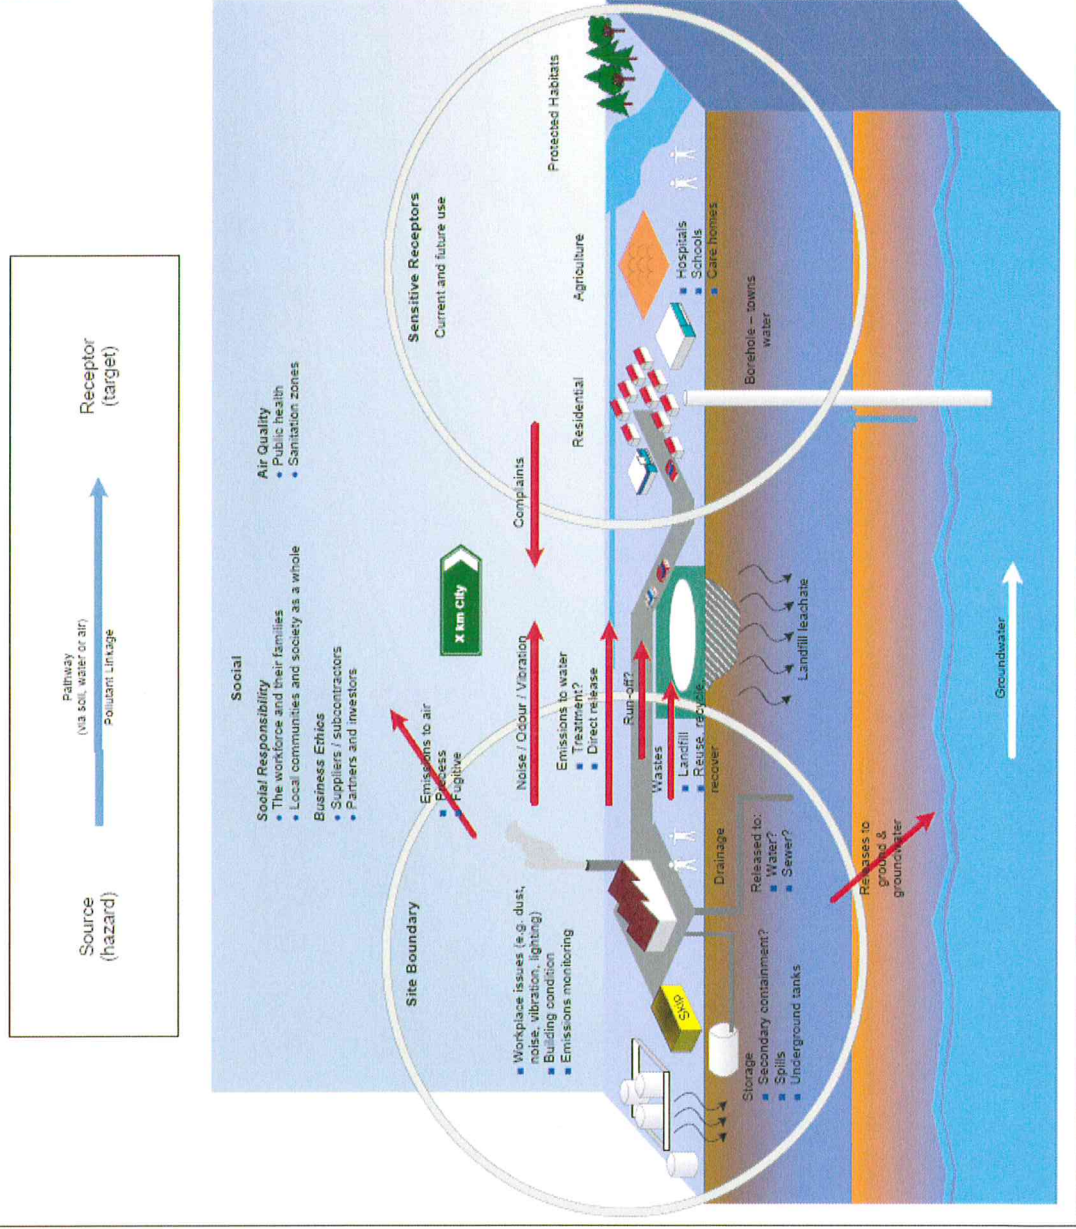 Source
(hazard)
Pathway
(via soil, water or air)
Pollutant Linkage
Receptor
(target)
Social
Social Responsibility
• The workforce and their families
• Local communities and society as a whole
Business Ethics
• Suppliers / subcontractors
• Partners and investors
Air Quality
• Public health
• Sanitation zones
Site Boundary
Sensitive Receptors
Current and future use
Emissions to air
■ Process
■ Fugitive
X km City
■ Workplace issues (e.g. dust,
noise, vibration, lighting)
■ Building condition
■ Emissions monitoring
Noise / Odour / Vibration
Complaints
Emissions to water
■ Treatment?
■ Direct release
Residential
Agriculture
Protected Habitats
Run-off?
Wastes
■ Landfill
■ Reuse, recycle,
recover
Skip
■ Hospitals
■ Schools
■ Care homes
Drainage
Storage
■ Secondary containment?
■ Spills
■ Underground tanks
Released to:
■ Water?
■ Sewer?
Landfill leachate
Borehole – towns
water
Releases to
ground &
groundwater
Groundwater